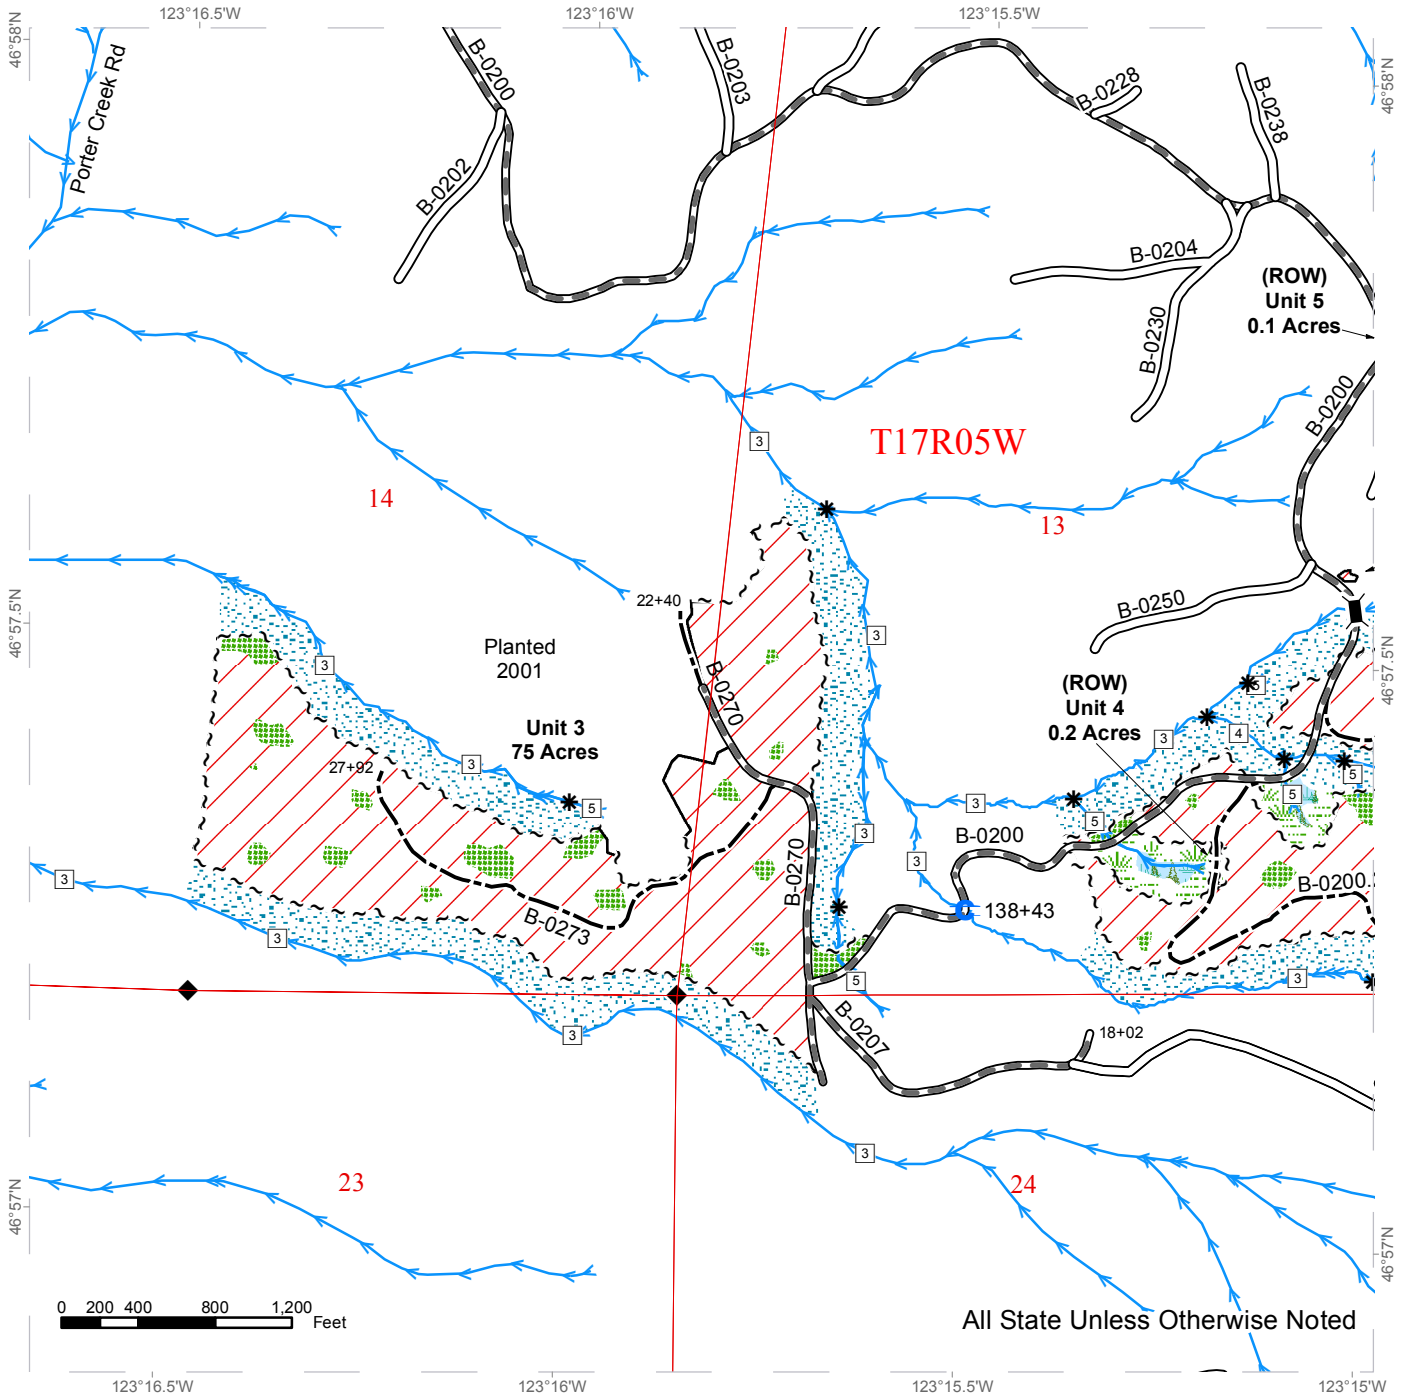 123°16.5'W
123°16'W
123°15.5'W
46°58'N
46°58'N
Porter Creek Rd
B-0200
B-0203
B-0228
B-0238
B-0202
B-0204
B-0230
(ROW)
Unit 5
0.1 Acres
B-0200
3
T17R05W
14
13
22+40
B-0250
46°57.5'N
46°57.5'N
Planted
2001
3
3
B-0270
(ROW)
Unit 4
0.2 Acres
5
Unit 3
75 Acres
3
4
3
27+92
5
3
5
5
5
3
B-0200
3
B-0270
B-0200
3
138+43
B-0273
3
5
3
3
B-0207
18+02
3
23
24
46°57'N
46°57'N
0 200 400 800 1,200
Feet
All State Unless Otherwise Noted
123°16.5'W
123°16'W
123°15.5'W
123°15'W